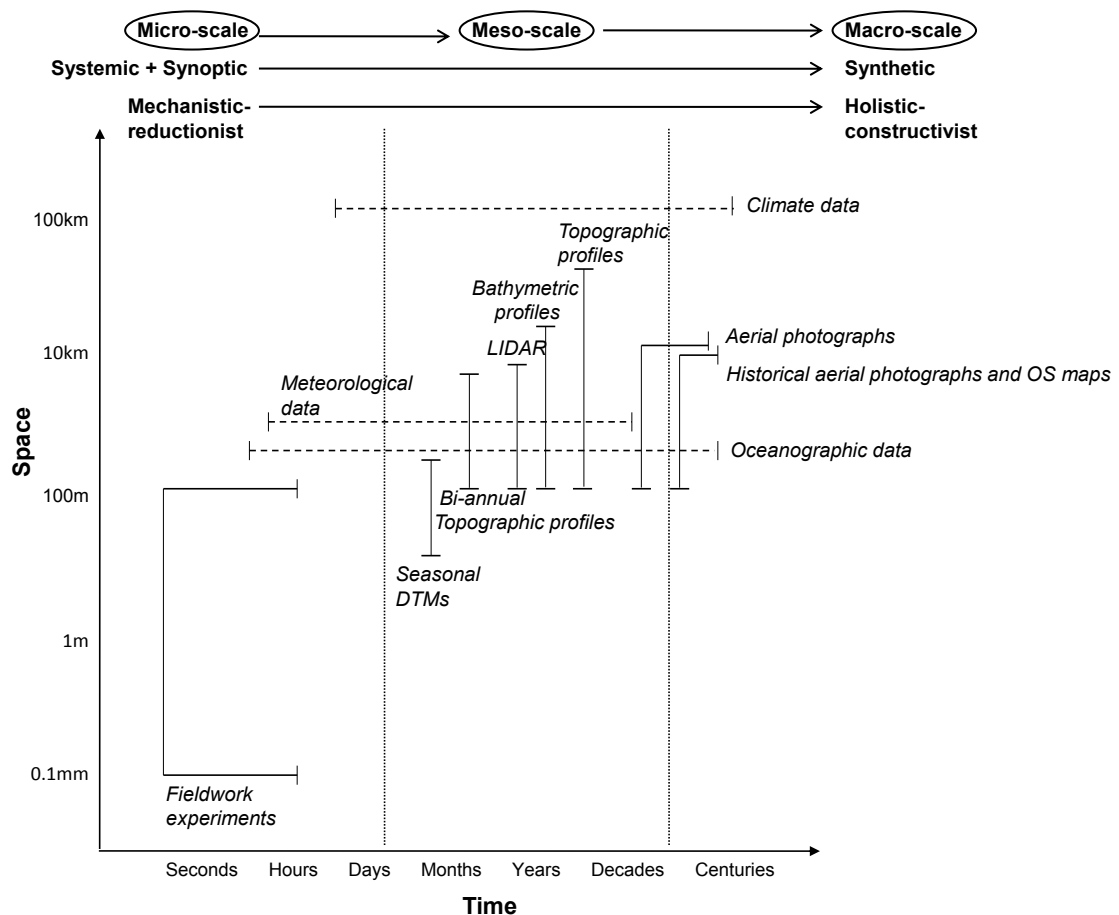 Micro-scale
Meso-scale
Macro-scale
Systemic + Synoptic
Synthetic
Mechanistic-
reductionist
Holistic-
constructivist
100km
Climate data
Topographic
profiles
Bathymetric
profiles
Aerial photographs
10km
LIDAR
Historical aerial photographs and OS maps
Meteorological
data
Space
Oceanographic data
100m
Bi-annual
Topographic profiles
Seasonal
DTMs
1m
0.1mm
Fieldwork
experiments
Seconds
Hours
Days
Months
Years
Decades
Centuries
Time